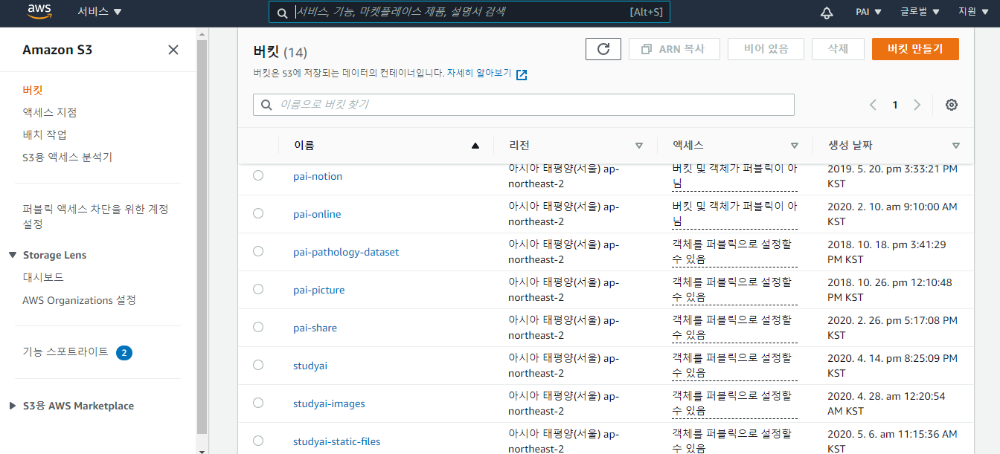 aws
서비스 ▼
서비스, 기능, 마켓플레이스 제품, 설명서 검색
[Alt+S]
PAI ▼
글로벌 ▼
지원 ▼
Amazon S3
버킷
액세스 지점
배치 작업
S3용 액세스 분석기
퍼블릭 액세스 차단을 위한 계정
설정
Storage Lens
대시보드
AWS Organizations 설정
기능 스포트라이트 2
S3용 AWS Marketplace
버킷 (14)
ARN 복사
비어 있음
삭제
버킷 만들기
버킷은 S3에 저장되는 데이터의 컨테이너입니다. 자세히 알아보기
이름으로 버킷 찾기
1
이름
리전
액세스
생성 날짜
pai-notion
아시아 태평양(서울) ap-
northeast-2
버킷 및 객체가 퍼블릭이 아
님
2019. 5. 20. pm 3:33:21 PM
KST
pai-online
아시아 태평양(서울) ap-
northeast-2
버킷 및 객체가 퍼블릭이 아
님
2020. 2. 10. am 9:10:00 AM
KST
pai-pathology-dataset
아시아 태평양(서울) ap-
northeast-2
객체를 퍼블릭으로 설정할
수 있음
2018. 10. 18. pm 3:41:29
PM KST
pai-picture
아시아 태평양(서울) ap-
northeast-2
객체를 퍼블릭으로 설정할
수 있음
2018. 10. 26. pm 12:10:48
PM KST
pai-share
아시아 태평양(서울) ap-
northeast-2
객체를 퍼블릭으로 설정할
수 있음
2020. 2. 26. pm 5:17:08 PM
KST
studyai
아시아 태평양(서울) ap-
northeast-2
객체를 퍼블릭으로 설정할
수 있음
2020. 4. 14. pm 8:25:09 PM
KST
studyai-images
아시아 태평양(서울) ap-
northeast-2
객체를 퍼블릭으로 설정할
수 있음
2020. 4. 28. am 12:20:54
AM KST
studyai-static-files
아시아 태평양(서울) ap-
northeast-2
객체를 퍼블릭으로 설정할
수 있음
2020. 5. 6. am 11:15:36 AM
KST